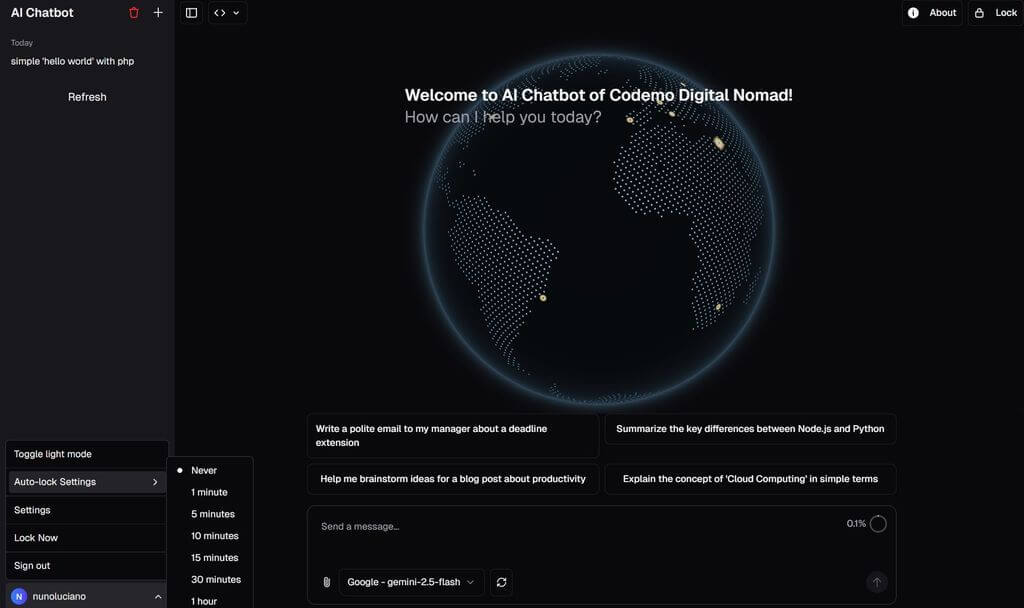 AI Chatbot
About
Lock
Today
simple 'hello world' with php
Refresh
Welcome to AI Chatbot of Codemo Digital Nomad!
How can I help you today?
Write a polite email to my manager about a deadline
extension
Summarize the key differences between Node.js and Python
Help me brainstorm ideas for a blog post about productivity
Explain the concept of 'Cloud Computing' in simple terms
Send a message...
0.1%
Google - gemini-2.5-flash
Toggle light mode
Auto-lock Settings
Settings
Lock Now
Sign out
N nunoluciano
Never
1 minute
5 minutes
10 minutes
15 minutes
30 minutes
1 hour